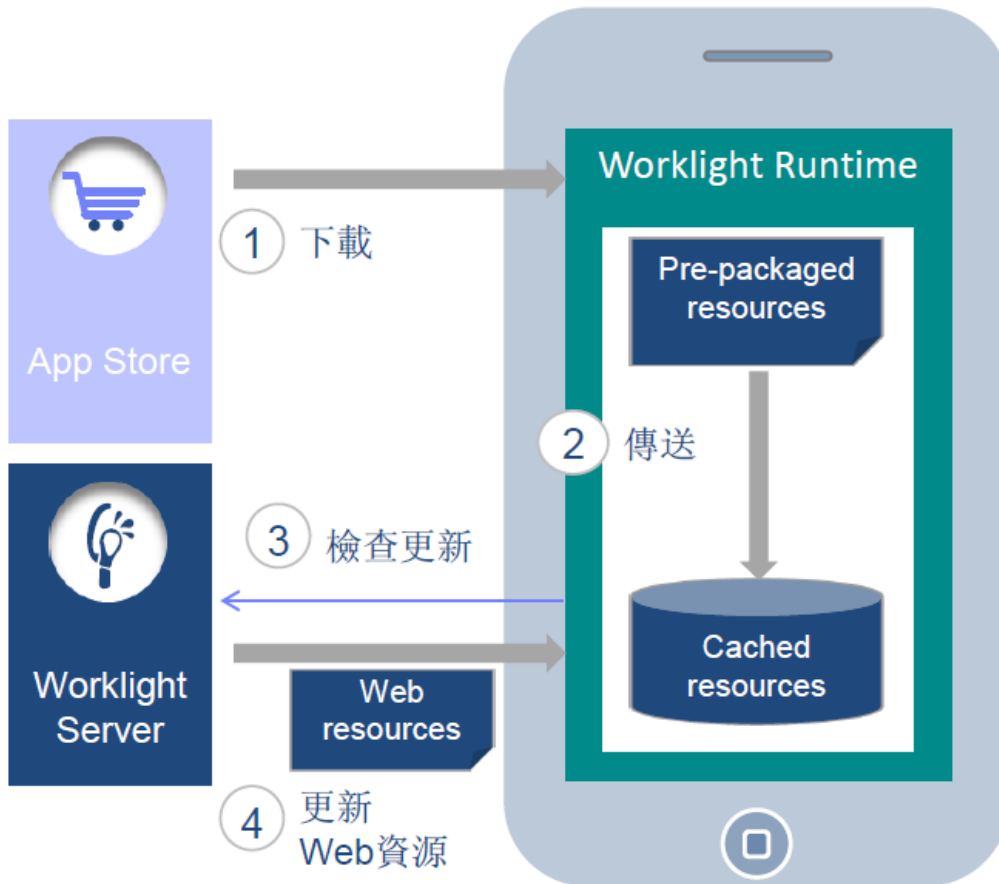 Worklight Runtime
1 下載
Pre-packaged
resources
App Store
2 傳送
3 檢查更新
Cached
resources
Worklight
Server
Web
resources
4 更新
Web資源